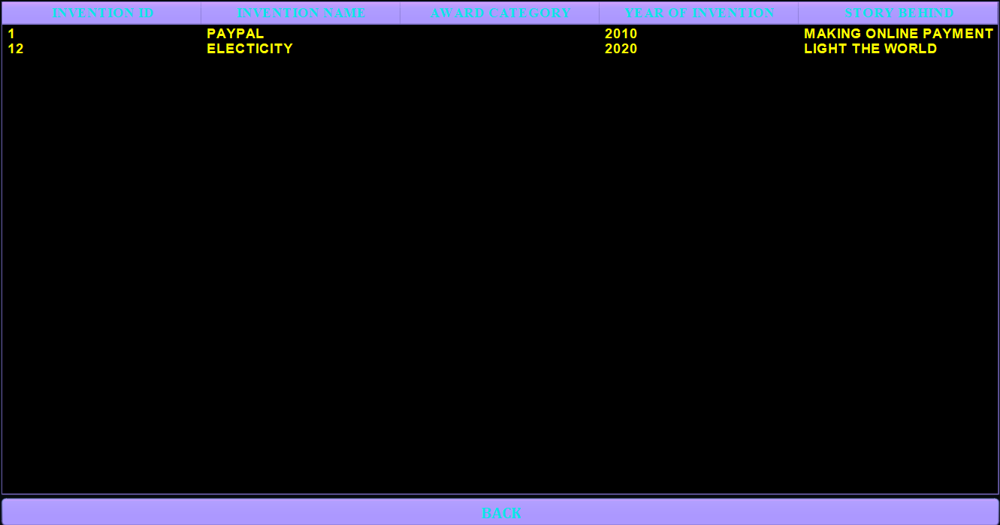 INVENTION ID INVENTION NAME AWARD CATEGORY YEAR OF INVENTION STORY BEHIND
1 PAYPAL 2010 MAKING ONLINE PAYMENT
12 ELECTICITY 2020 LIGHT THE WORLD
BACK